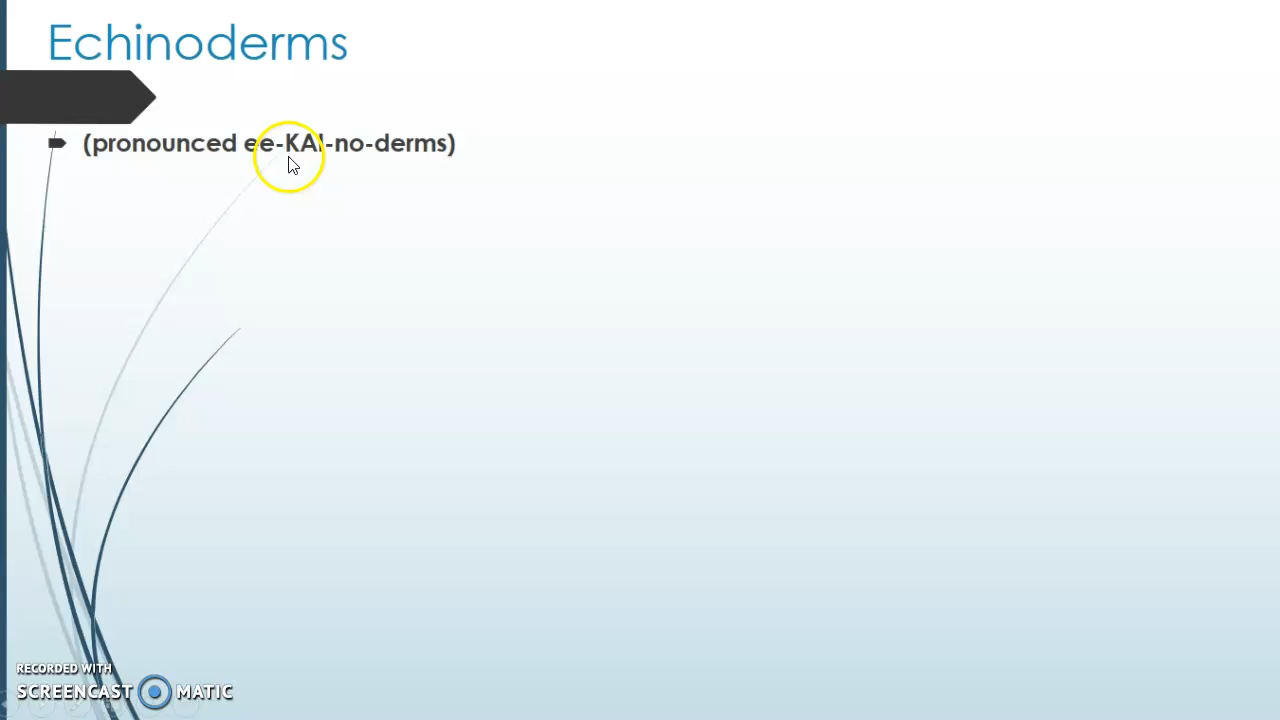 Echinoderms
(pronounced ee-KAI-no-derms)
RECORDED WITH
SCREENCAST MATIC